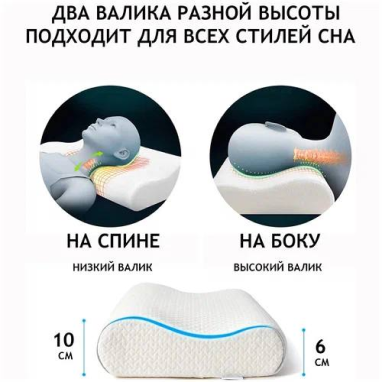 ДВА ВАЛИКА РАЗНОЙ ВЫСОТЫ
ПОДХОДИТ ДЛЯ ВСЕХ СТИЛЕЙ СНА
НА СПИНЕ
НИЗКИЙ ВАЛИК
НА БОКУ
ВЫСОКИЙ ВАЛИК
10
СМ
6
СМ